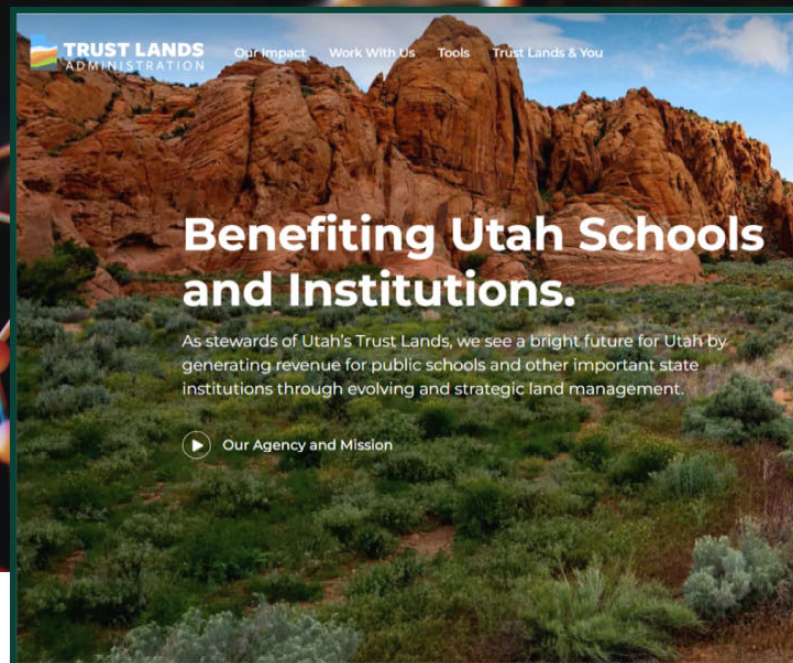 TRUST LANDS
ADMINISTRATION
Our Impact Work With Us Tools Trust Lands & You
Benefiting Utah Schools
and Institutions.
As stewards of Utah's Trust Lands, we see a bright future for Utah by
generating revenue for public schools and other important state
institutions through evolving and strategic land management.
Our Agency and Mission